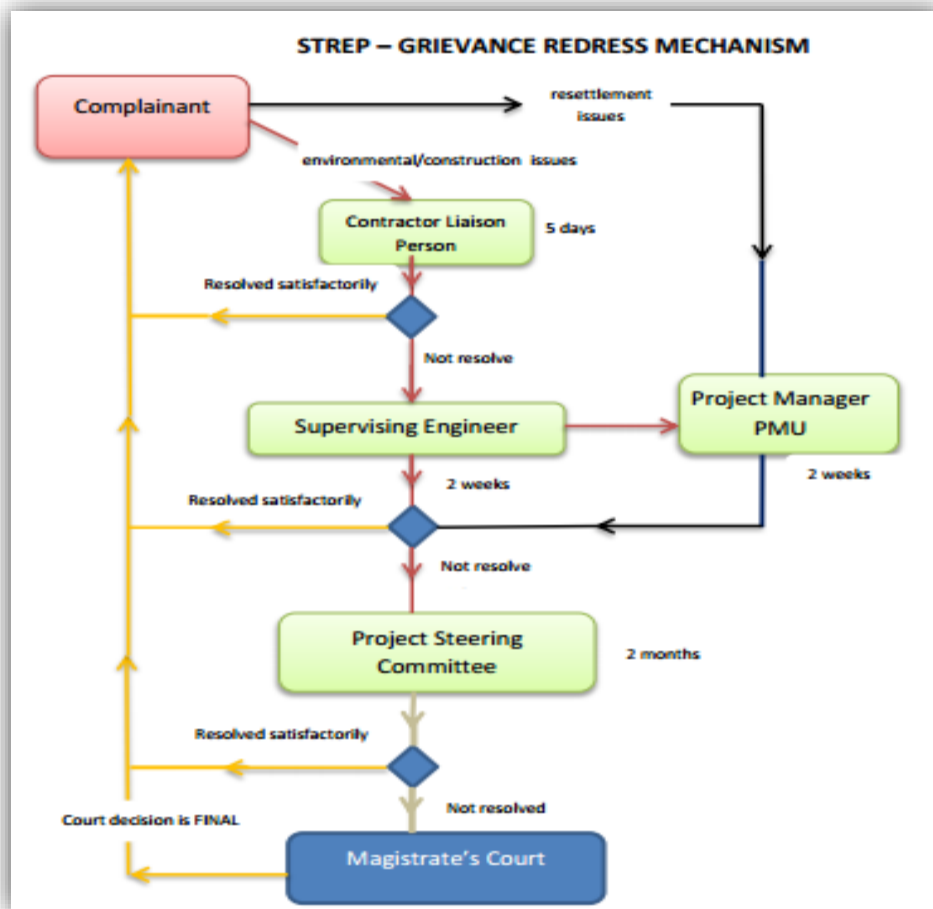 STREP – GRIEVANCE REDRESS MECHANISM
Complainant
resettlement
issues
environmental/construction issues
Contractor Liaison
Person
5 days
Resolved satisfactorily
Not resolve
Supervising Engineer
Project Manager
PMU
2 weeks
2 weeks
Resolved satisfactorily
Not resolve
Project Steering
Committee
2 months
Resolved satisfactorily
Not resolved
Court decision is FINAL
Magistrate's Court